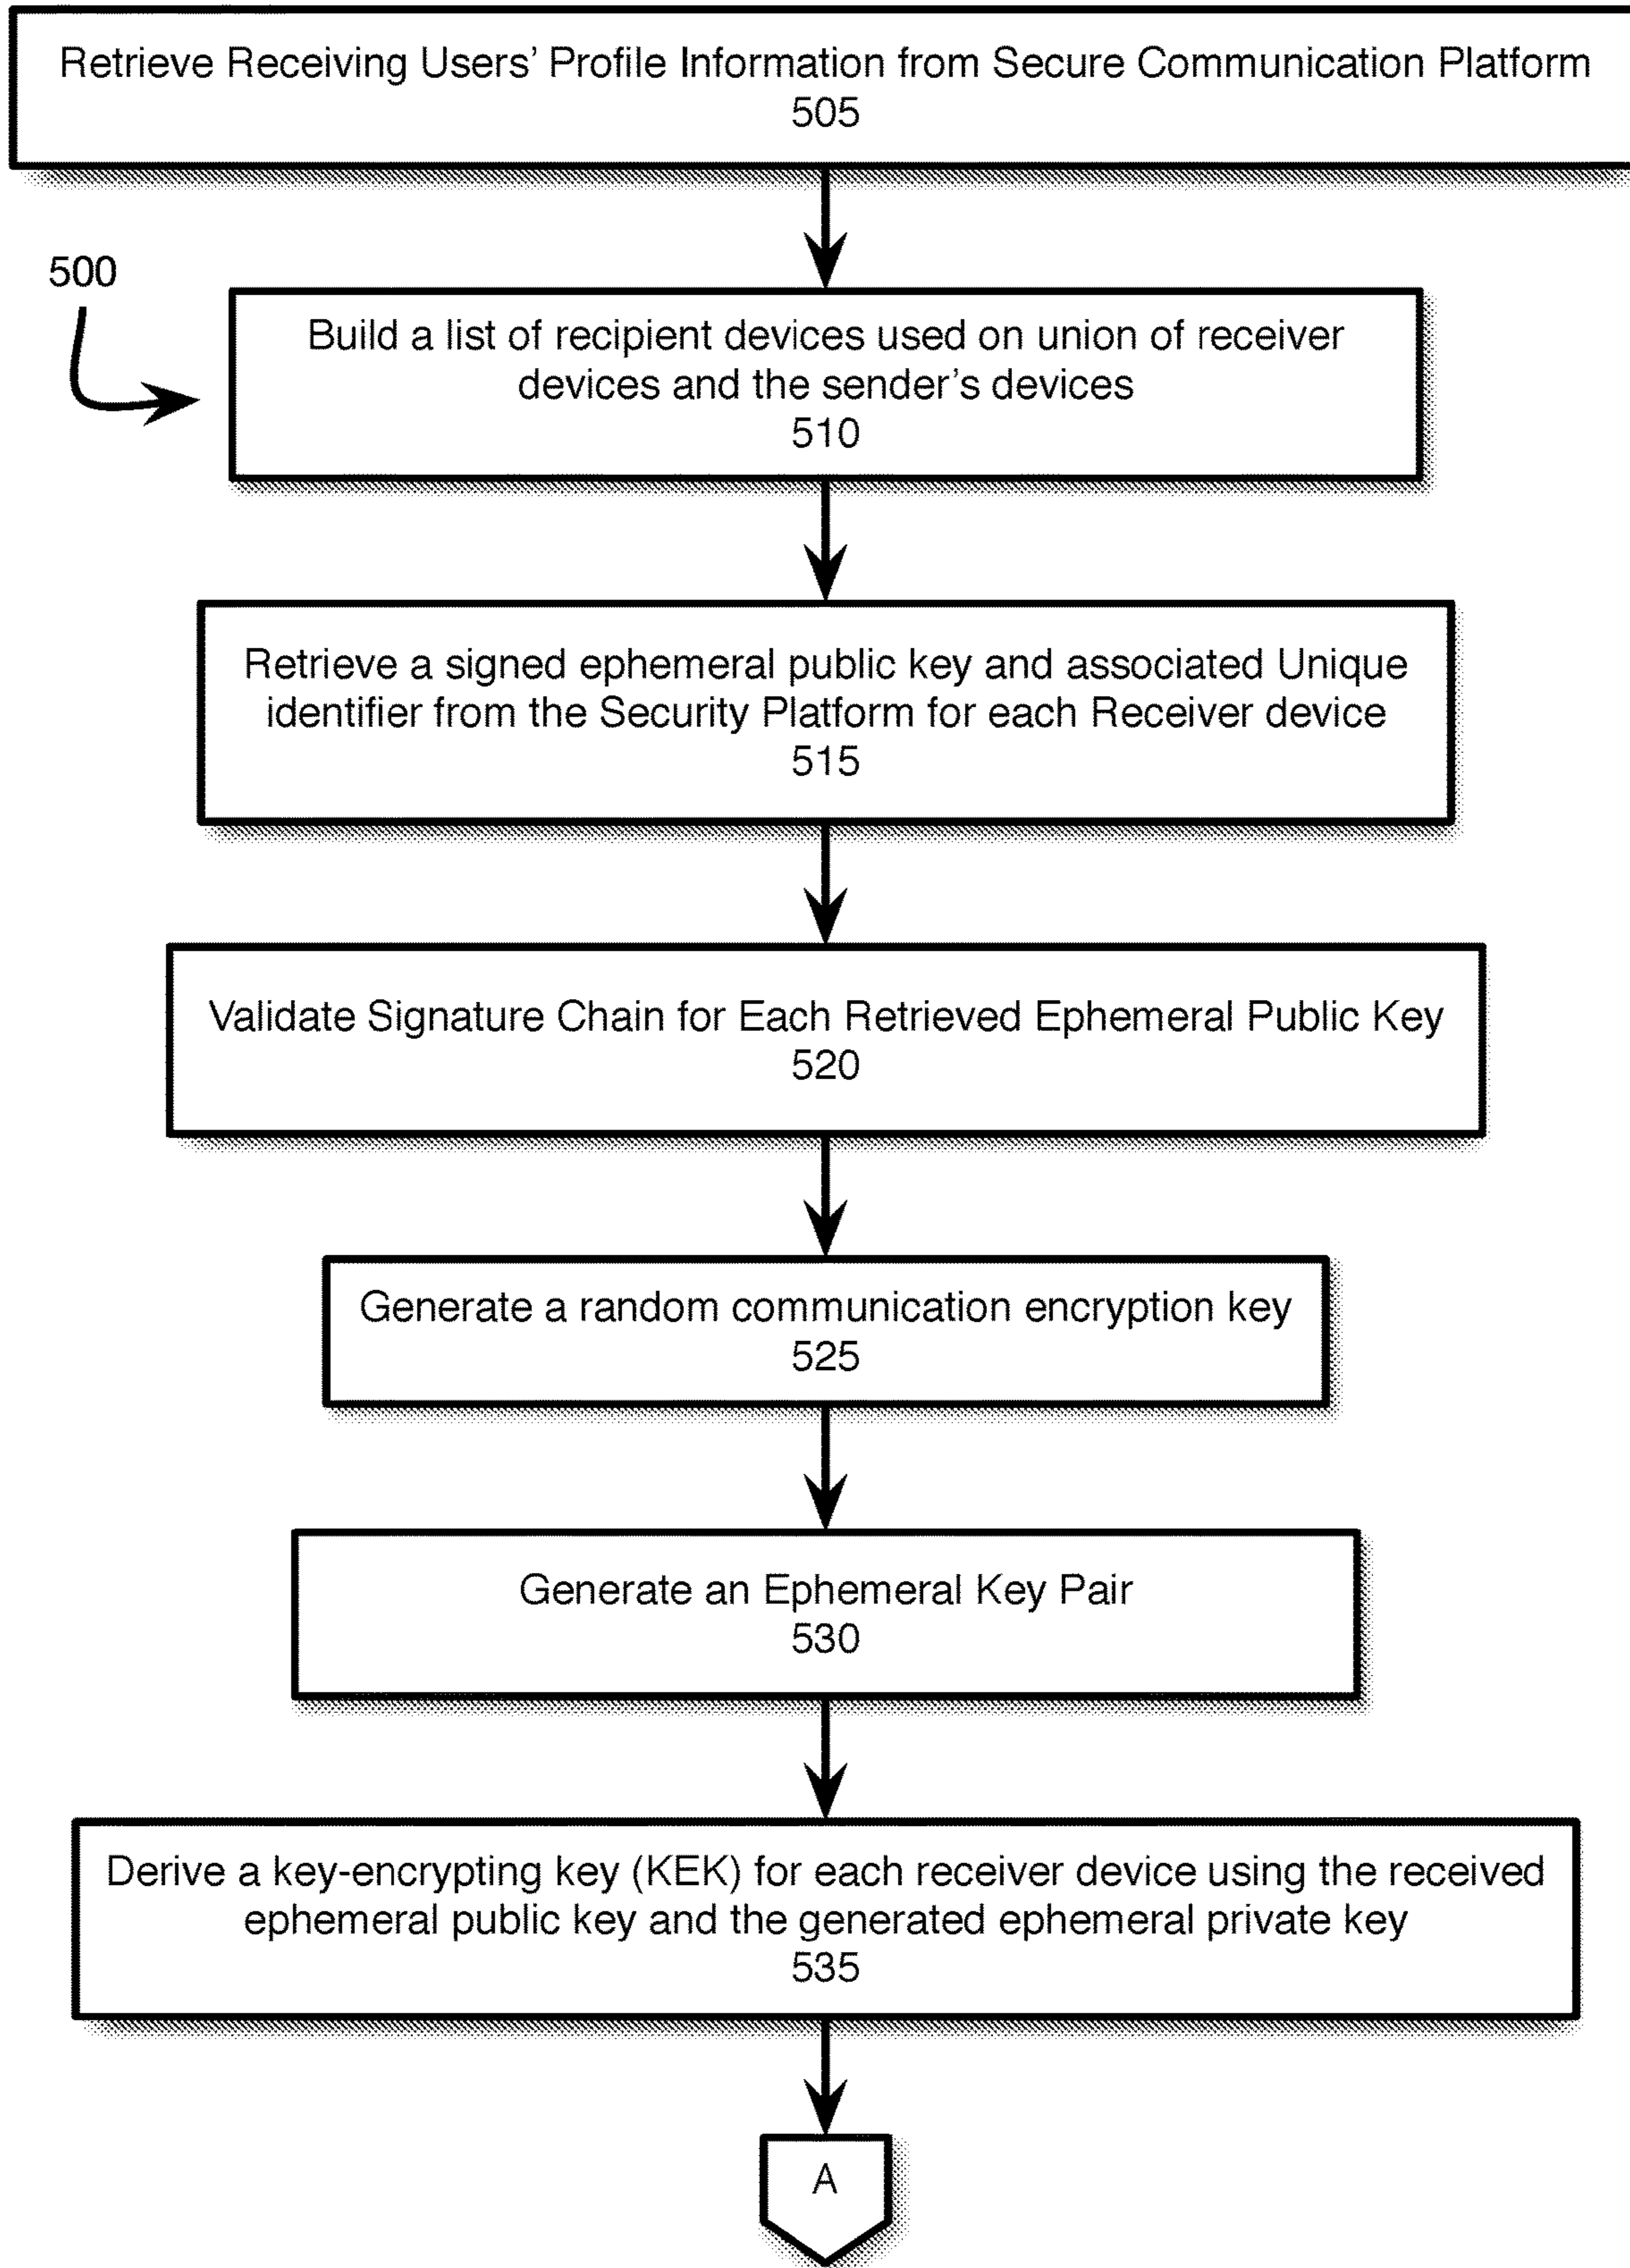 Retrieve Receiving Users’ Profile Information from Secure Communication Platform
505
500
Build a list of recipient devices used on union of receiver
devices and the sender’s devices
510
Retrieve a signed ephemeral public key and associated Unique
identifier from the Security Platform for each Receiver device
515
Validate Signature Chain for Each Retrieved Ephemeral Public Key
520
Generate a random communication encryption key
525
Generate an Ephemeral Key Pair
530
Derive a key-encrypting key (KEK) for each receiver device using the received
ephemeral public key and the generated ephemeral private key
535
A